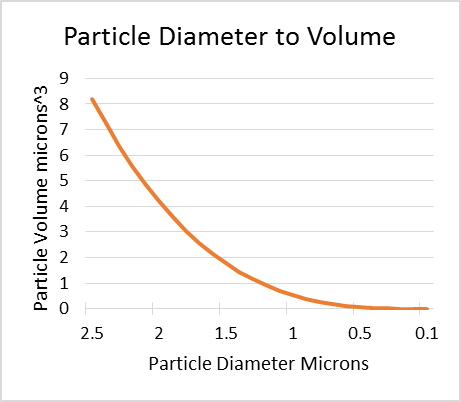 Particle Diameter to Volume
Particle Volume microns^3
9
8
7
6
5
4
3
2
1
0
2.5 2 1.5 1 0.5 0.1
Particle Diameter Microns